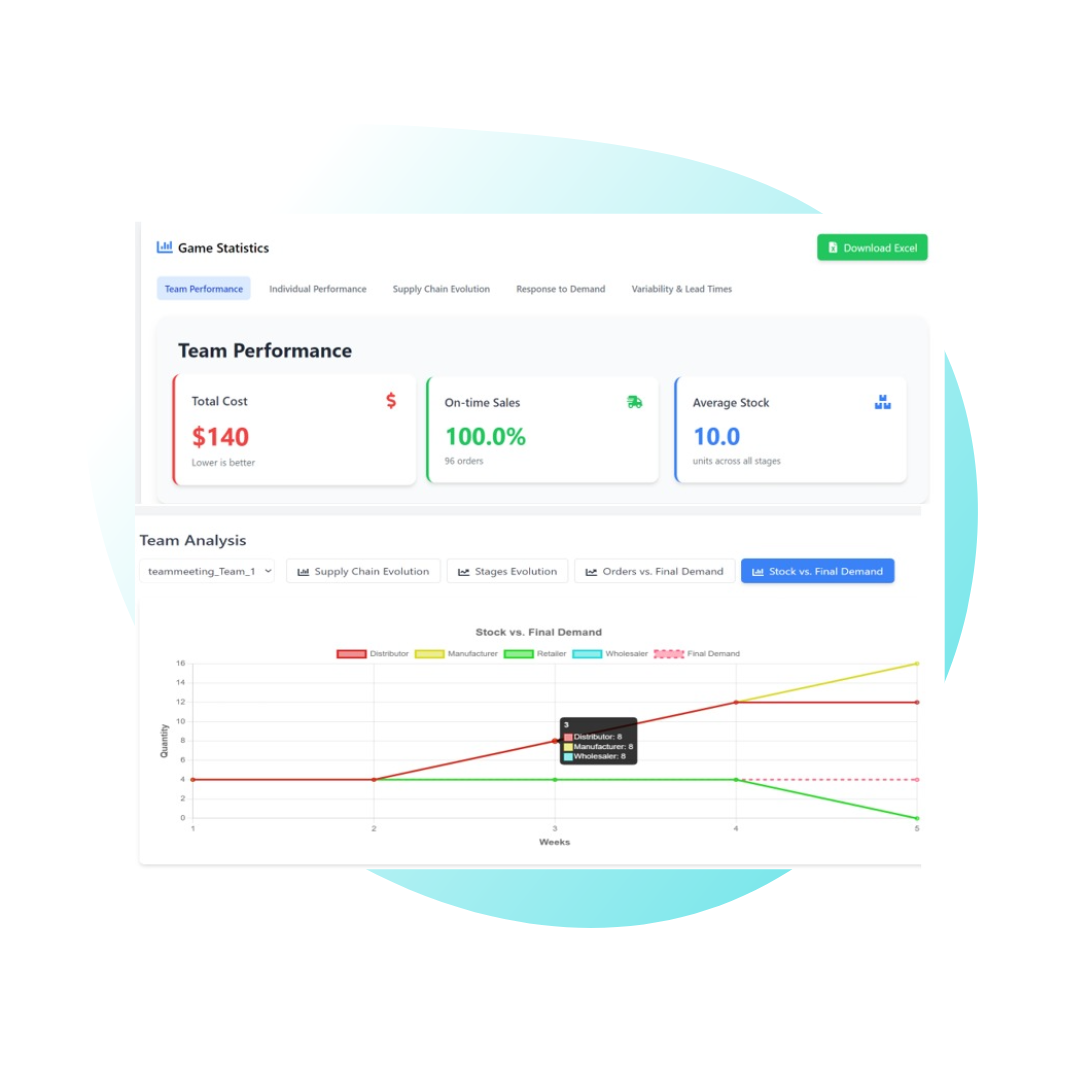 Game Statistics
Download Excel
Team Performance Individual Performance Supply Chain Evolution Response to Demand Variability & Lead Times
Team Performance
Total Cost
$
$140
Lower is better
On-time Sales
100.0%
96 orders
Average Stock
10.0
units across all stages
Team Analysis
teammeeting_Team_1 Supply Chain Evolution Stages Evolution Orders vs. Final Demand Stock vs. Final Demand
Stock vs. Final Demand
Distributor Manufacturer Retailer Wholesaler Final Demand
16
14
12
10
8
6
4
2
0
Quantity
3
Distributor: 8
Manufacturer: 8
Wholesaler: 8
1 2 3 4 5
Weeks